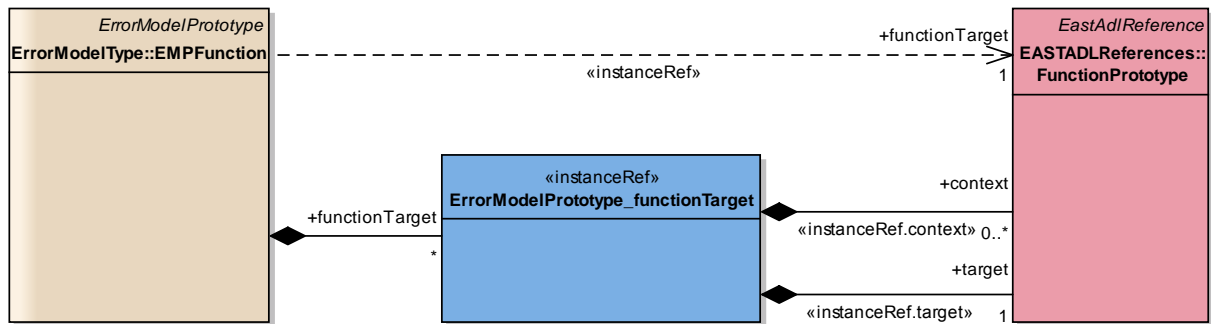 ErrorModelPrototype
ErrorModelType::EMPFunction
+functionTarget
«instanceRef»
1
EastAdlReference
EASTADLReferences::
FunctionPrototype
«instanceRef»
ErrorModelPrototype_functionTarget
+functionTarget
*
+context
«instanceRef.context» 0..*
+target
«instanceRef.target» 1